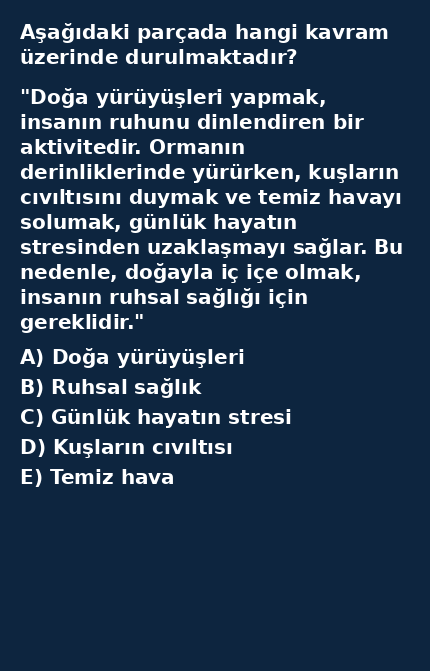 Aşağıdaki parçada hangi kavram
üzerinde durulmaktadır?
"Doğa yürüyüşleri yapmak,
insanın ruhunu dinlendiren bir
aktivitedir. Ormanın
derinliklerinde yürürken, kuşların
cıvıltısını duymak ve temiz havayı
solumak, günlük hayatın
stresinden uzaklaşmayı sağlar. Bu
nedenle, doğayla iç içe olmak,
insanın ruhsal sağlığı için
gereklidir."
A) Doğa yürüyüşleri
B) Ruhsal sağlık
C) Günlük hayatın stresi
D) Kuşların cıvıltısı
E) Temiz hava